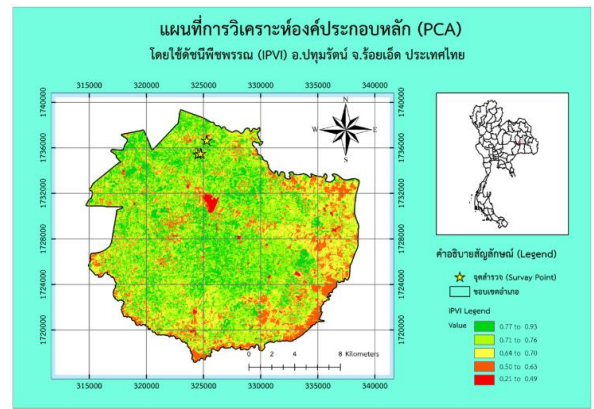 แผนที่การวิเคราะห์องค์ประกอบหลัก (PCA)
โดยใช้ดัชนีพืชพรรณ (IPVI) อ.ปทุมรัตน์ จ.ร้อยเอ็ด ประเทศไทย
315000 320000 325000 330000 335000 340000
1740000 1740000
1736000 1736000
1732000 1732000
1728000 1728000
1724000 1724000
1720000 1720000
N
W E
S
0 2 4 8 Kilometers
315000 320000 325000 330000 335000 340000
คำอธิบายสัญลักษณ์ (Legend)
จุดสำรวจ (Survay Point)
ขอบเขตอำเภอ
IPVI Legend
Value 0.77 to 0.93
0.71 to 0.76
0.64 to 0.70
0.50 to 0.63
0.21 to 0.49